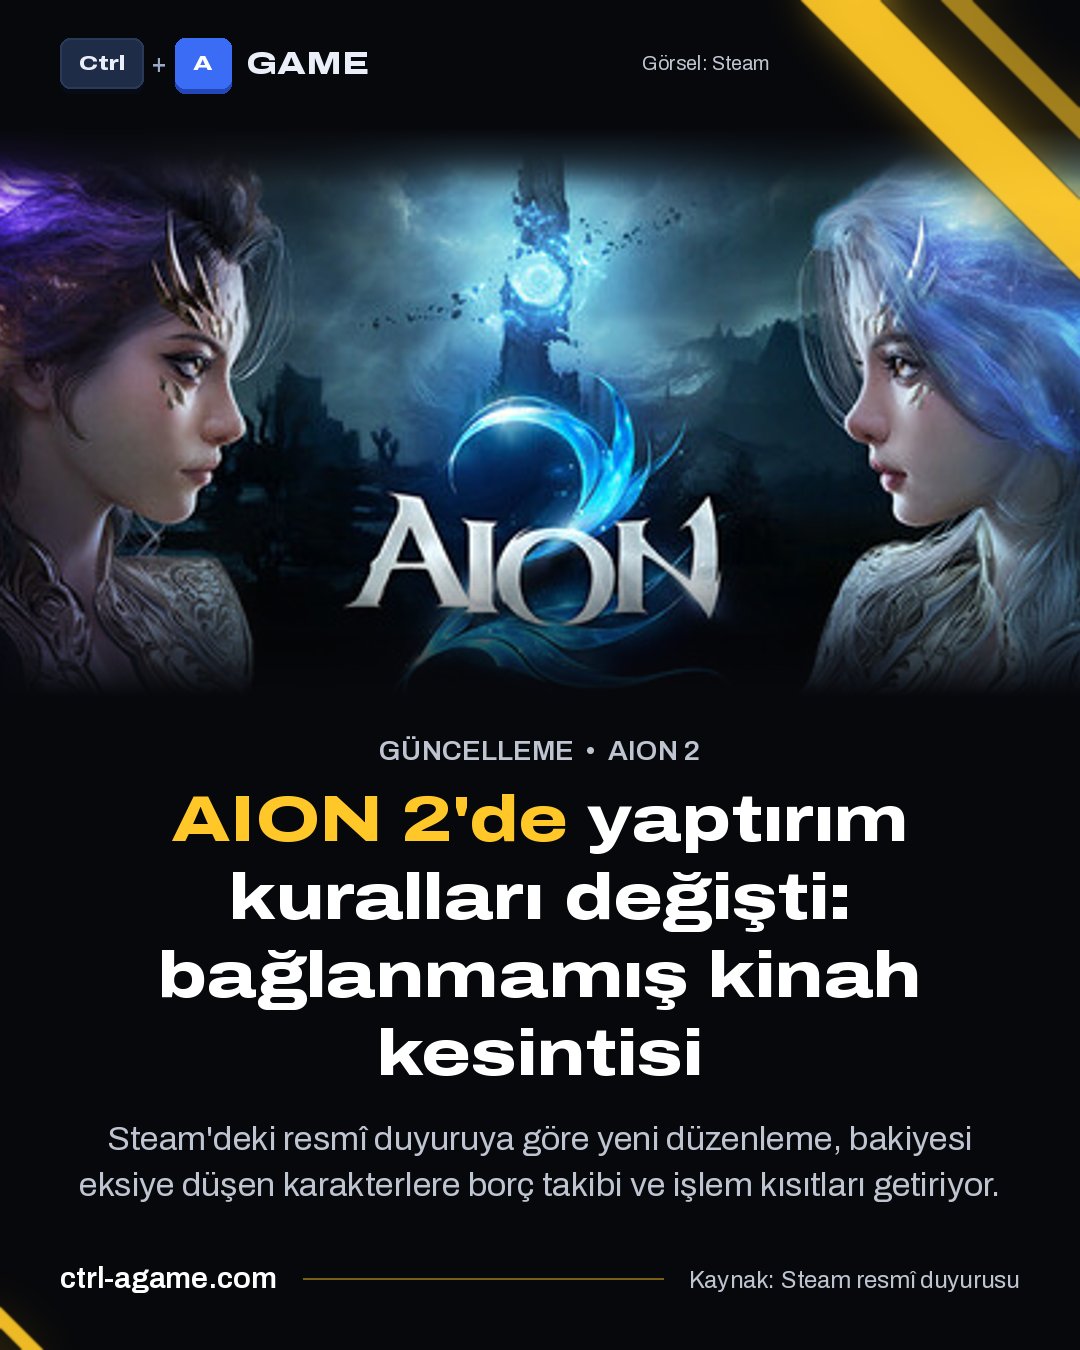 Ctrl + A GAME
Görsel: Steam
2
AION
GÜNCELLEME • AION 2
AION 2'de yaptırım
kuralları değişti:
bağlanmamış kinah
kesintisi
Steam'deki resmî duyuruya göre yeni düzenleme, bakiyesi
eksiye düşen karakterlere borç takibi ve işlem kısıtları getiriyor.
ctrl-agame.com
Kaynak: Steam resmî duyurusu